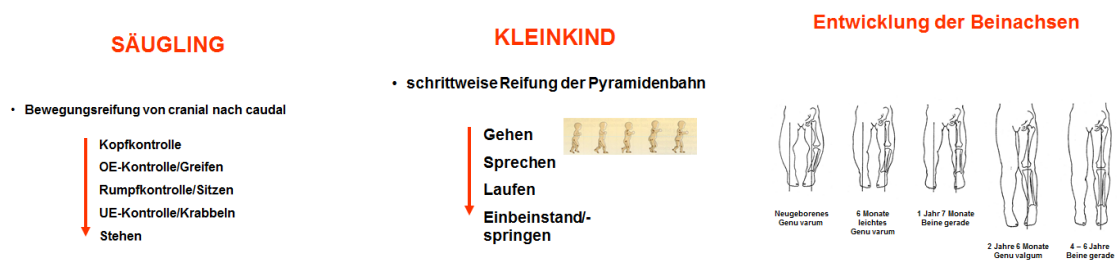 SÄUGLING
• Bewegungsreifung von cranial nach caudal
Kopfkontrolle
OE-Kontrolle/Greifen
Rumpfkontrolle/Sitzen
UE-Kontrolle/Krabbeln
Stehen
KLEINKIND
• schrittweise Reifung der Pyramidenbahn
Gehen
Sprechen
Laufen
Einbeinstand/-
springen
Entwicklung der Beinachsen
Neugeborenes
Genu varum
6 Monate
leichtes
Genu varum
1 Jahr 7 Monate
Beine gerade
2 Jahre 6 Monate
Genu valgum
4 – 6 Jahre
Beine gerade